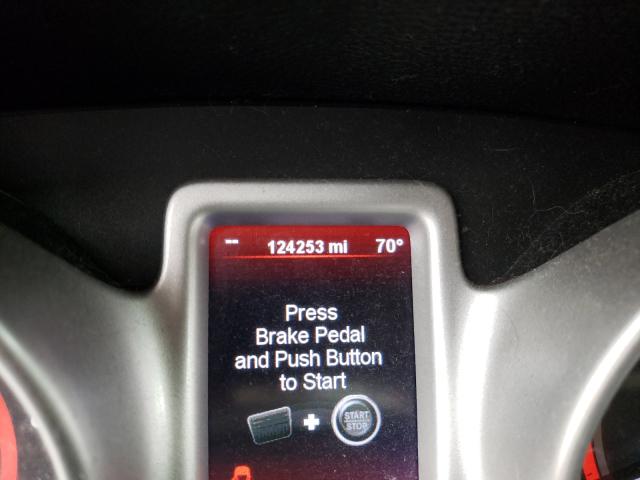 -- 124253 mi 70°
Press
Brake Pedal
and Push Button
to Start
+ START
STOP